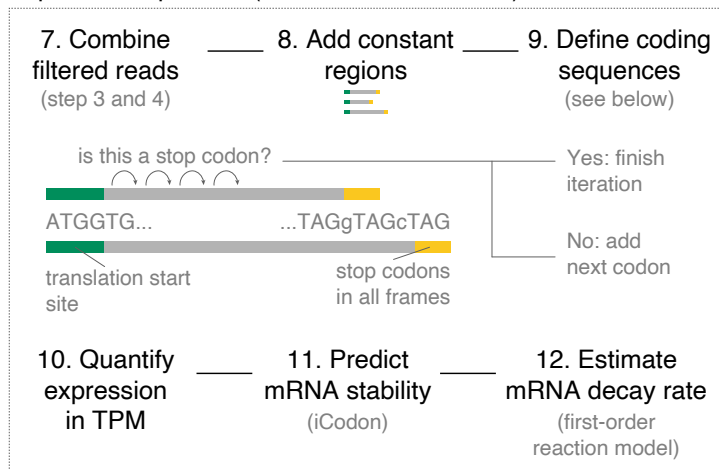 7. Combine
filtered reads
(step 3 and 4)
8. Add constant
regions
9. Define coding
sequences
(see below)
is this a stop codon?
Yes: finish
iteration
No: add
next codon
ATGGTG... ...TAGgTAGcTAG
translation start
site
stop codons
in all frames
10. Quantify
expression
in TPM
11. Predict
mRNA stability
(iCodon)
12. Estimate
mRNA decay rate
(first-order
reaction model)